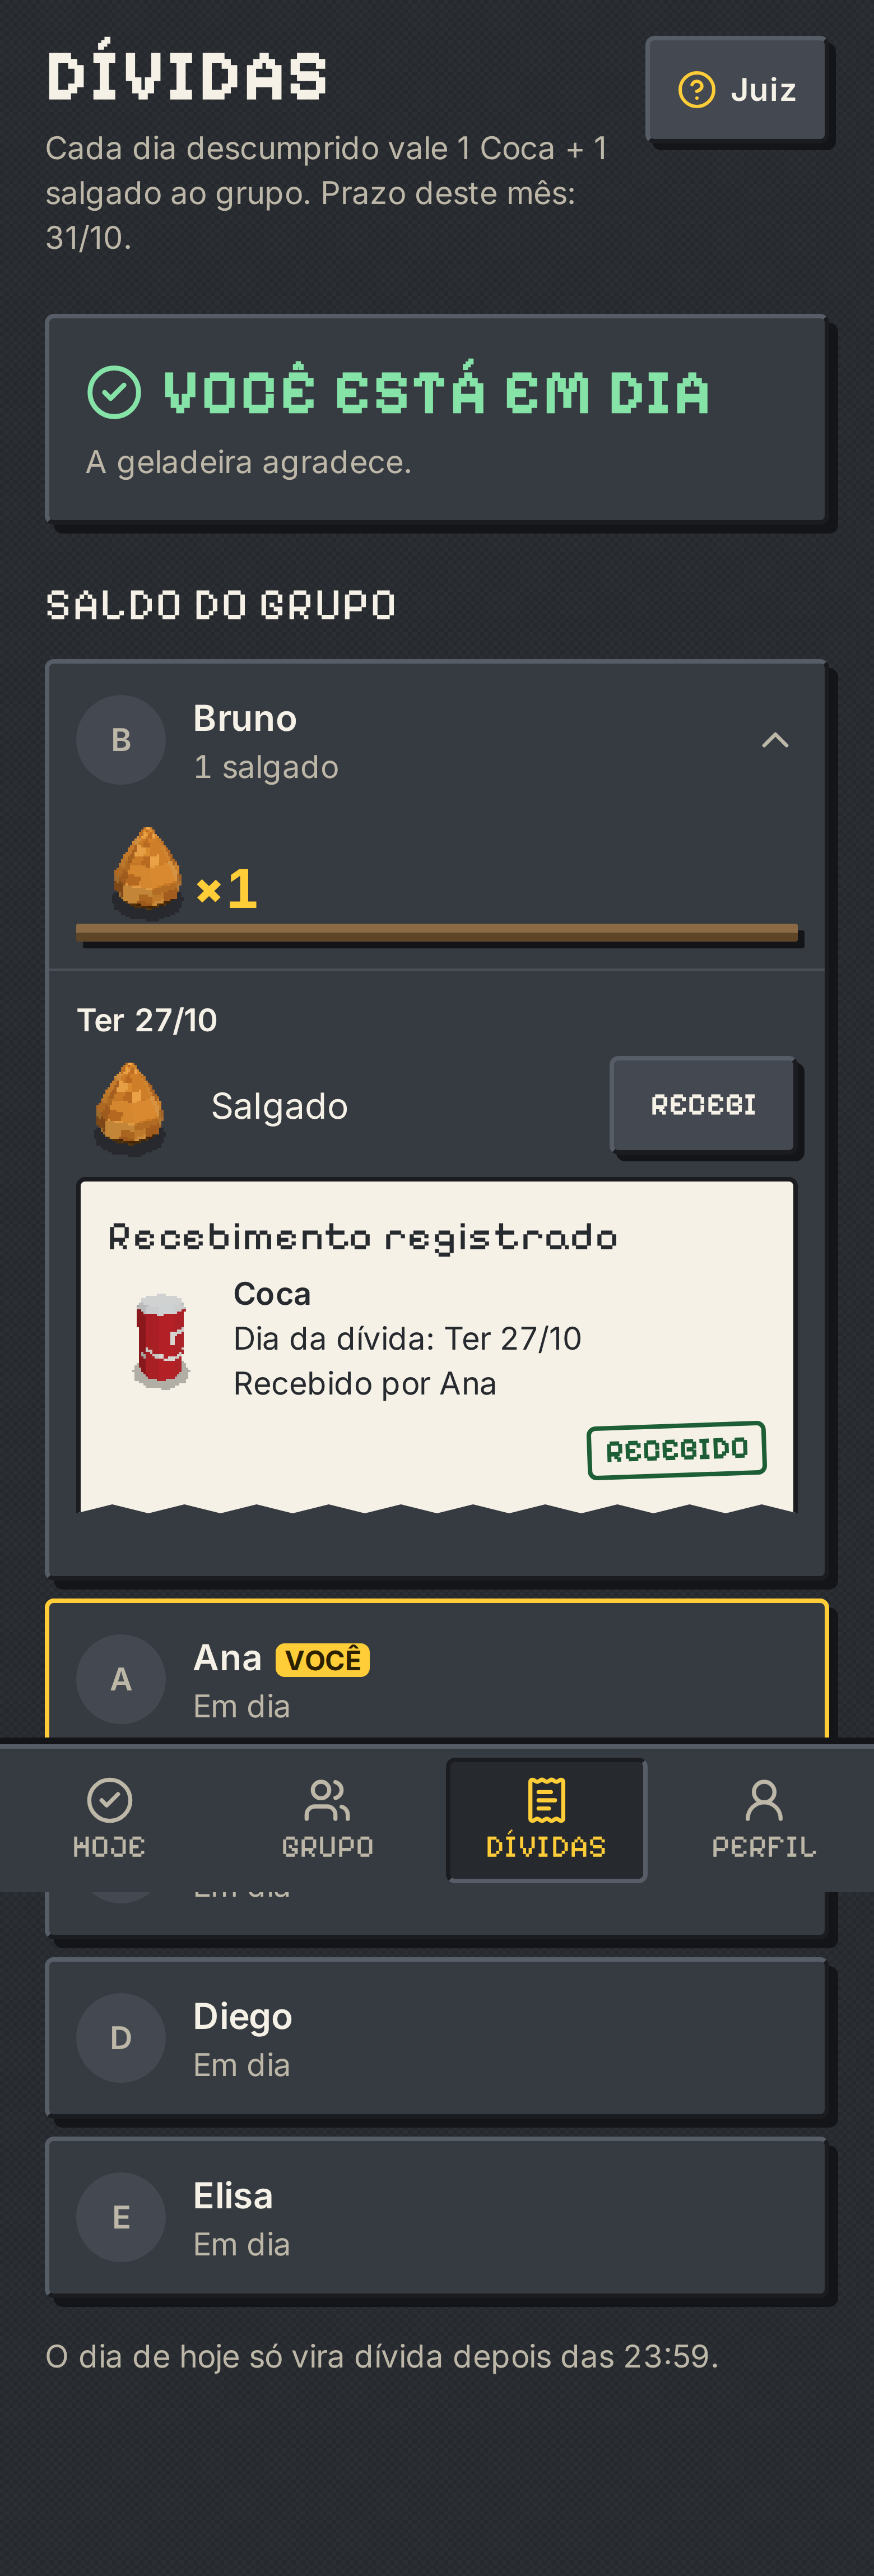 DÍVIDAS
Juiz
Cada dia descumprido vale 1 Coca + 1
salgado ao grupo. Prazo deste mês:
31/10.
VOCÊ ESTÁ EM DIA
A geladeira agradece.
SALDO DO GRUPO
B
Bruno
1 salgado
×1
Ter 27/10
Salgado
RECEBI
Recebimento registrado
Coca
Dia da dívida: Ter 27/10
Recebido por Ana
RECEBIDO
A
Ana VOCÊ
Em dia
HOJE
GRUPO
DÍVIDAS
PERFIL
D
Diego
Em dia
E
Elisa
Em dia
O dia de hoje só vira dívida depois das 23:59.